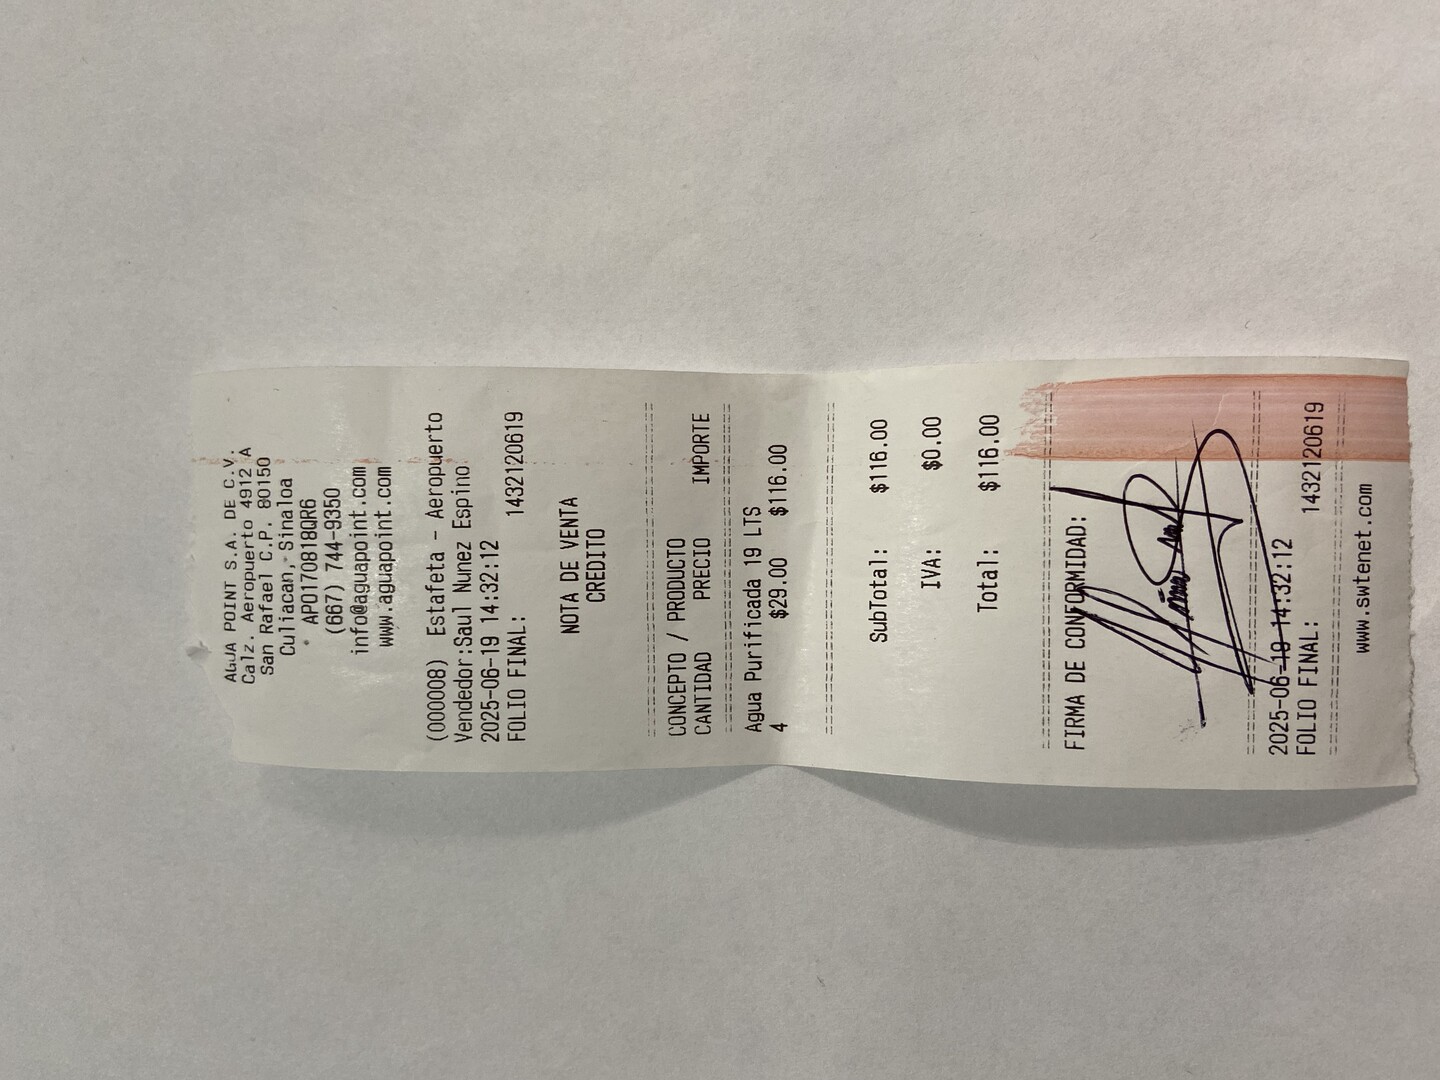 AGUA POINT S.A. DE C.V.
Calz. Aeropuerto 4912 A
San Rafael C.P. 80150
Culiacan, Sinaloa
APO170818QR6
(667) 744-9350
info@aguapoint.com
www.aguapoint.com
(000008) Estafeta - Aeropuerto
Vendedor:Saul Nunez Espino
2025-06-19 14:32:12
FOLIO FINAL: 1432120619
NOTA DE VENTA
CREDITO
CONCEPTO / PRODUCTO
CANTIDAD PRECIO IMPORTE
Agua Purificada 19 LTS
4 $29.00 $116.00
SubTotal: $116.00
IVA: $0.00
Total: $116.00
FIRMA DE CONFORMIDAD:
2025-06-19 14:32:12
FOLIO FINAL: 1432120619
www.swtenet.com